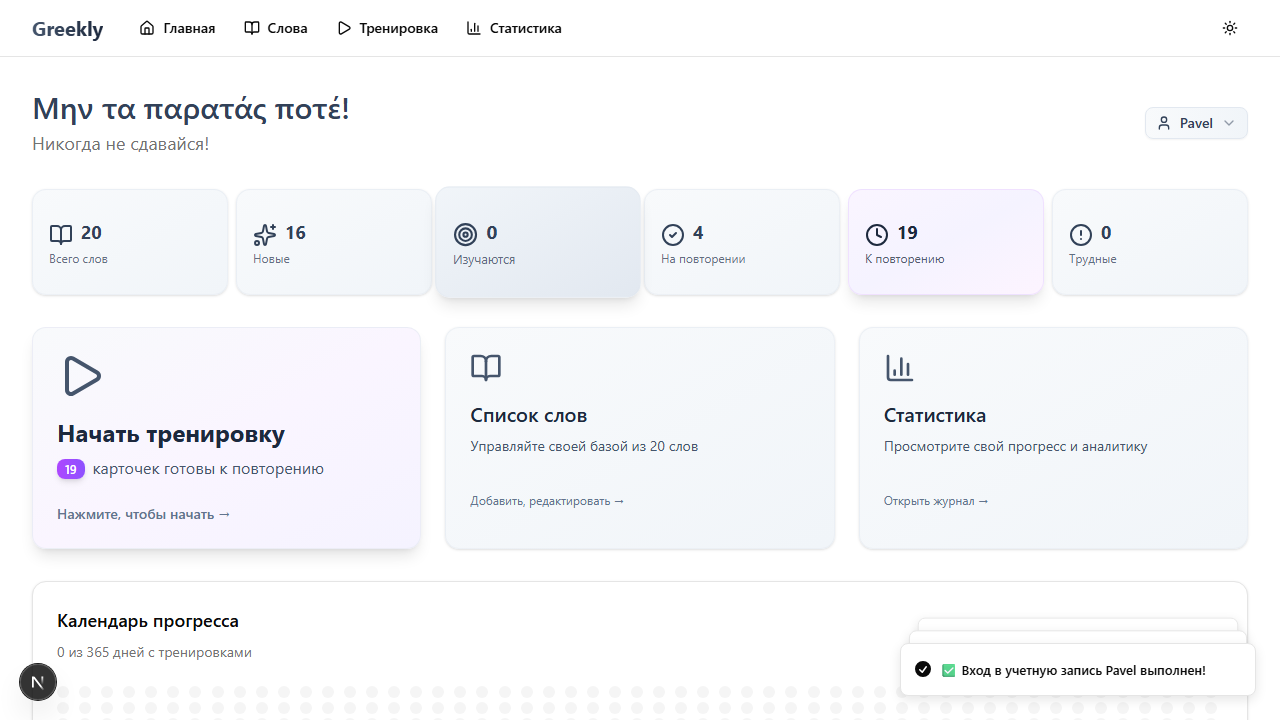 Greekly
Главная
Слова
Тренировка
Статистика
Μην τα παρατάς ποτέ!
Никогда не сдавайся!
Pavel
20
Всего слов
16
Новые
0
Изучаются
4
На повторении
19
К повторению
0
Трудные
Начать тренировку
19 карточек готовы к повторению
Нажмите, чтобы начать →
Список слов
Управляйте своей базой из 20 слов
Добавить, редактировать →
Статистика
Просмотрите свой прогресс и аналитику
Открыть журнал →
Календарь прогресса
0 из 365 дней с тренировками
N
✅ Вход в учетную запись Pavel выполнен!